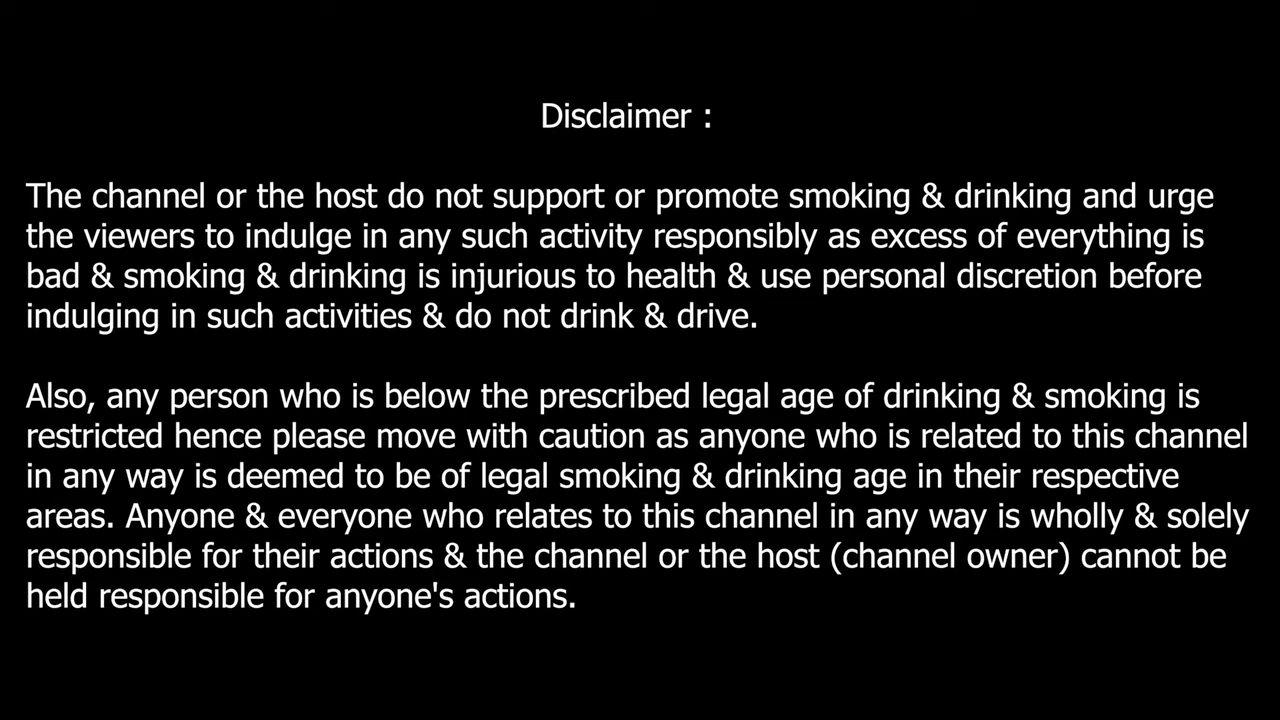 Disclaimer :
The channel or the host do not support or promote smoking & drinking and urge
the viewers to indulge in any such activity responsibly as excess of everything is
bad & smoking & drinking is injurious to health & use personal discretion before
indulging in such activities & do not drink & drive.
Also, any person who is below the prescribed legal age of drinking & smoking is
restricted hence please move with caution as anyone who is related to this channel
in any way is deemed to be of legal smoking & drinking age in their respective
areas. Anyone & everyone who relates to this channel in any way is wholly & solely
responsible for their actions & the channel or the host (channel owner) cannot be
held responsible for anyone's actions.